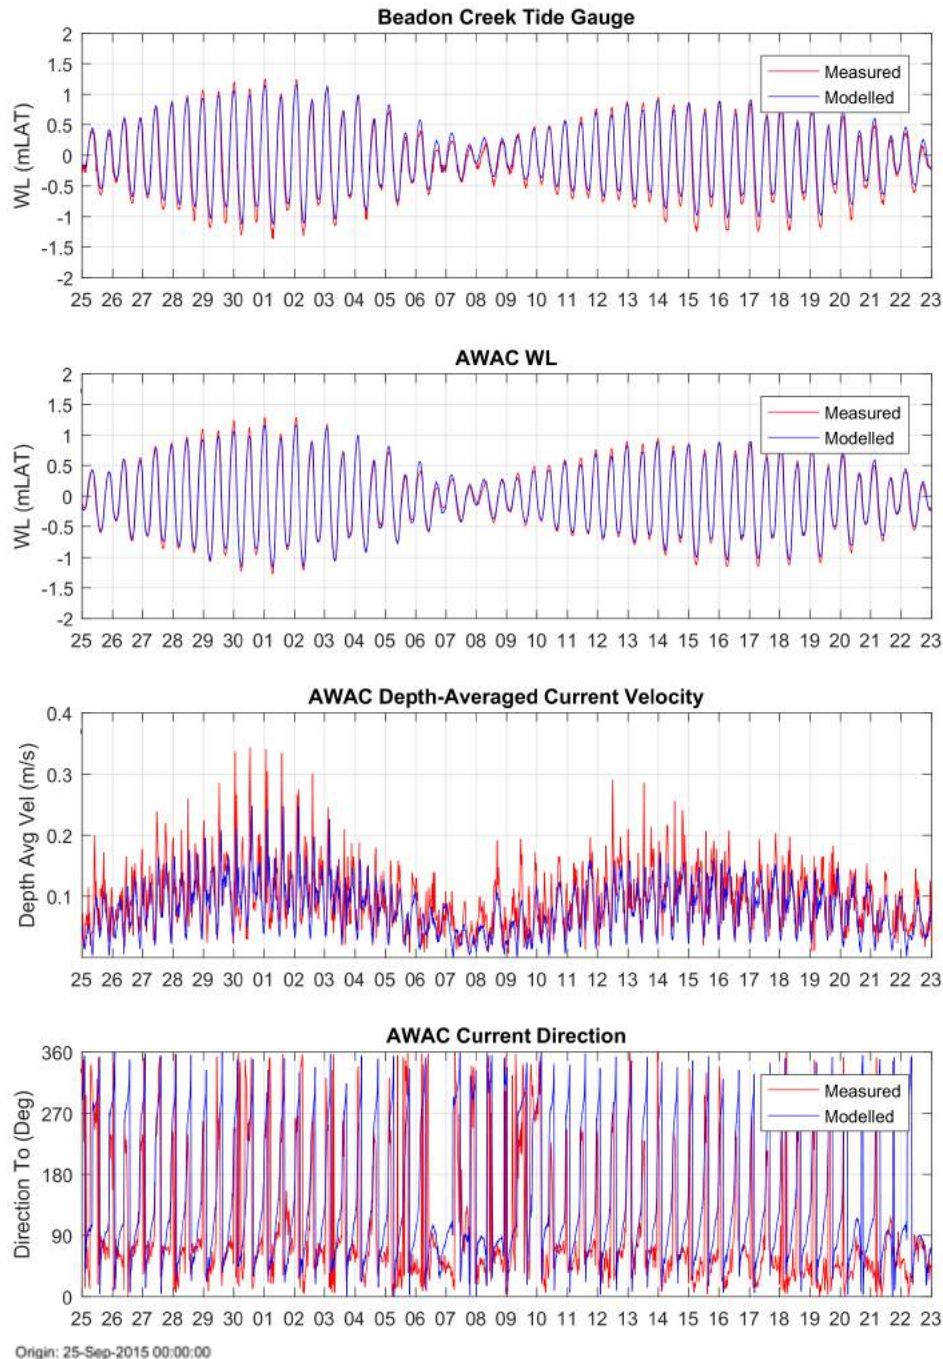 Beadon Creek Tide Gauge
2
1.5
1
0.5
0
-0.5
-1
-1.5
-2
WL (mLAT)
Measured
Modelled
25 26 27 28 29 30 01 02 03 04 05 06 07 08 09 10 11 12 13 14 15 16 17 18 19 20 21 22 23
AWAC WL
2
1.5
1
0.5
0
-0.5
-1
-1.5
-2
WL (mLAT)
Measured
Modelled
25 26 27 28 29 30 01 02 03 04 05 06 07 08 09 10 11 12 13 14 15 16 17 18 19 20 21 22 23
AWAC Depth-Averaged Current Velocity
0.4
0.3
0.2
0.1
Depth Avg Vel (m/s)
25 26 27 28 29 30 01 02 03 04 05 06 07 08 09 10 11 12 13 14 15 16 17 18 19 20 21 22 23
AWAC Current Direction
360
270
180
90
0
Direction To (Deg)
Measured
Modelled
25 26 27 28 29 30 01 02 03 04 05 06 07 08 09 10 11 12 13 14 15 16 17 18 19 20 21 22 23
Origin: 25-Sep-2015 00:00:00